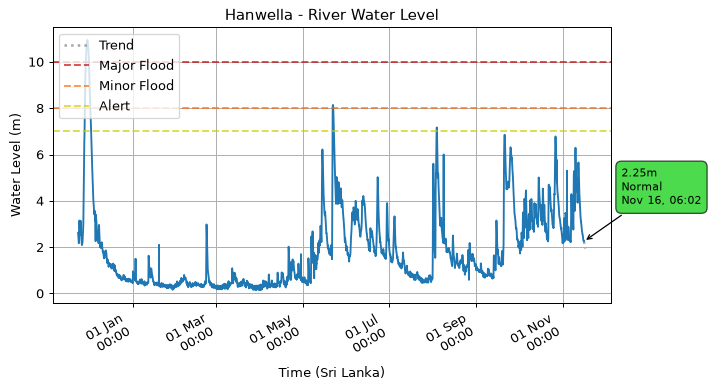 Hanwella - River Water Level
Trend
Major Flood
Minor Flood
Alert
Water Level (m)
10
8
6
4
2
0
2.25m
Normal
Nov 16, 06:02
01 Jan
00:00
01 Mar
00:00
01 May
00:00
01 Jul
00:00
01 Sep
00:00
01 Nov
00:00
Time (Sri Lanka)